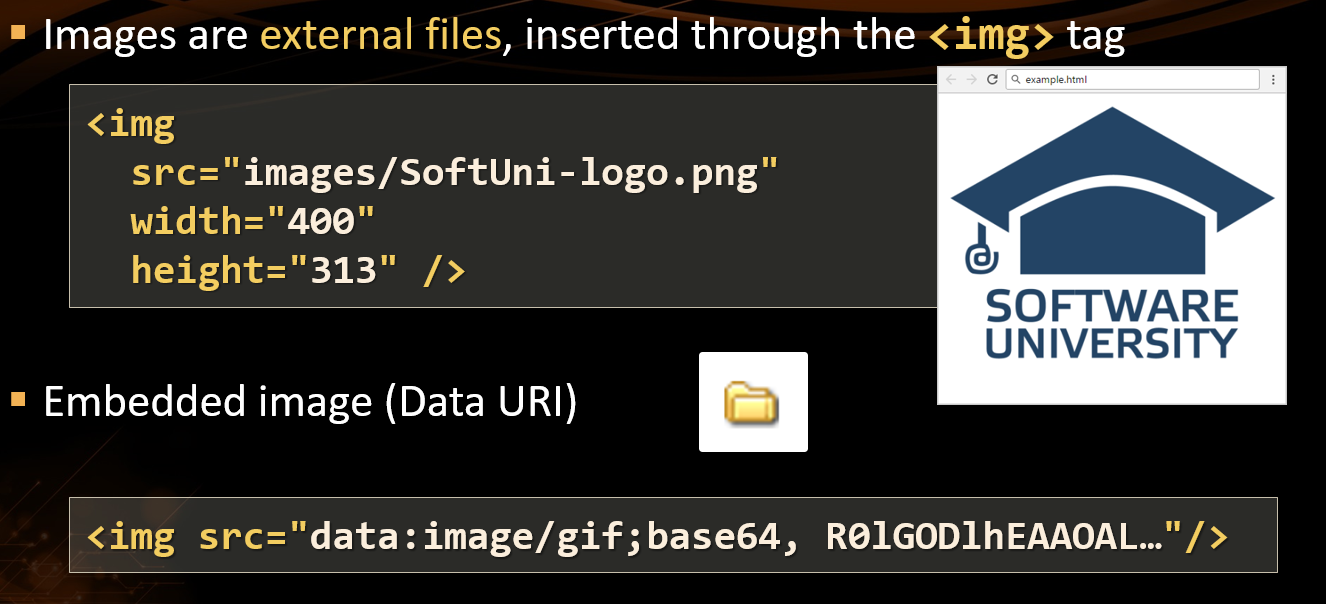 Images are external files, inserted through the <img> tag
<img
src="images/SoftUni-logo.png"
width="400"
height="313" />
example.html
SOFTWARE
UNIVERSITY
Embedded image (Data URI)
<img src="data:image/gif;base64, R0lGODlhEAAOAL…"/>